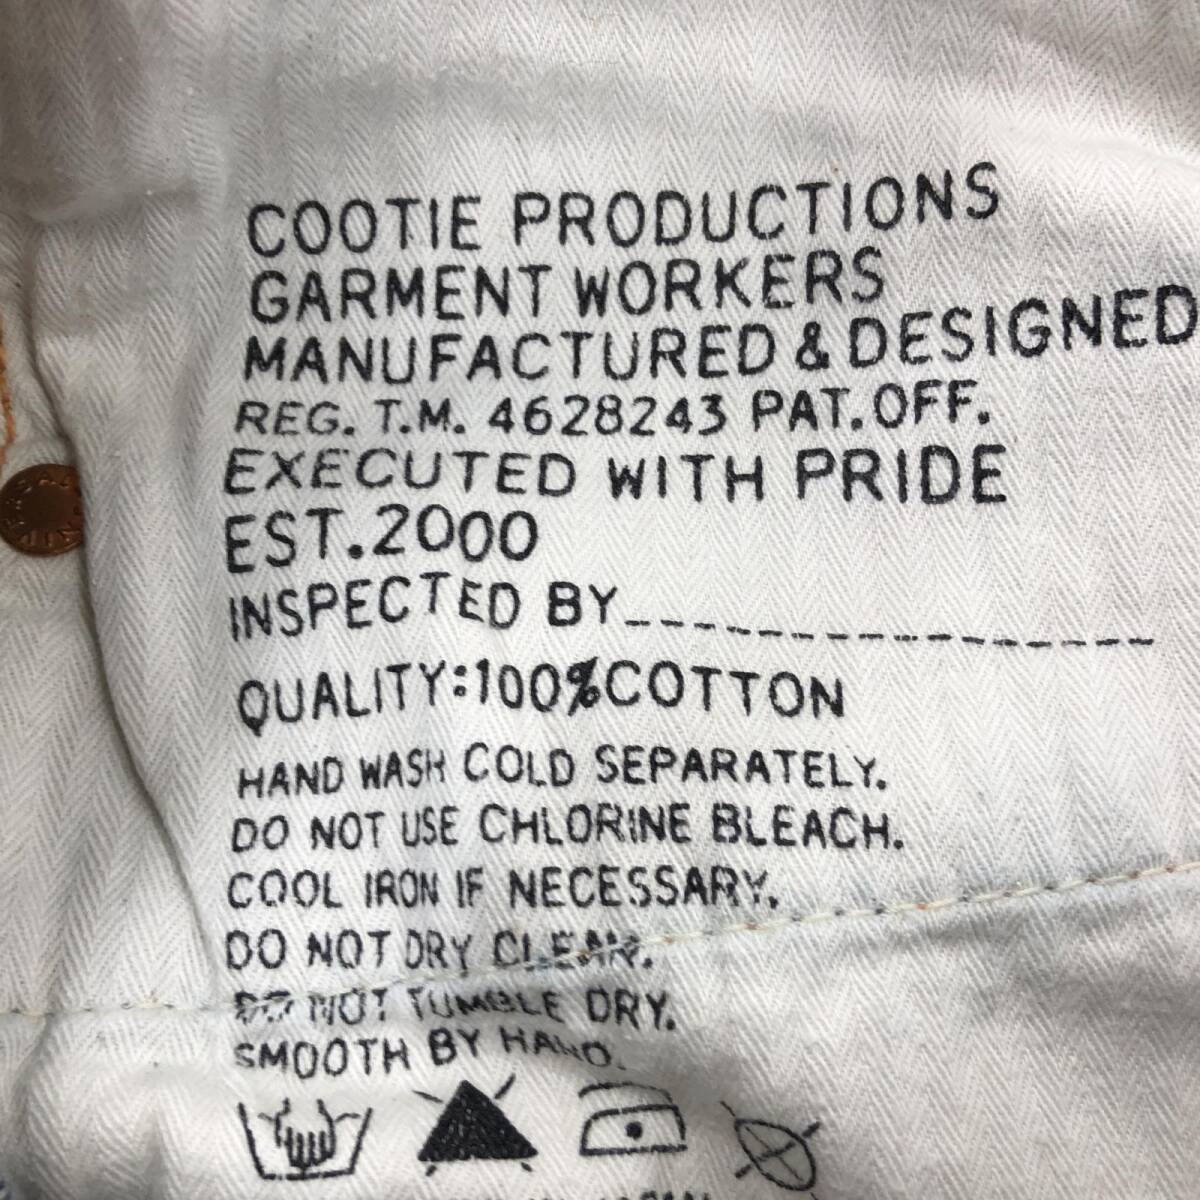 COOTIE PRODUCTIONS
GARMENT WORKERS
MANUFACTURED & DESIGNED
REG. T.M. 4628243 PAT. OFF.
EXECUTED WITH PRIDE
EST. 2000
INSPECTED BY_________________
QUALITY:100%COTTON
HAND WASH COLD SEPARATELY.
DO NOT USE CHLORINE BLEACH.
COOL IRON IF NECESSARY.
DO NOT DRY CLEAN.
DO NOT TUMBLE DRY.
SMOOTH BY HAND.